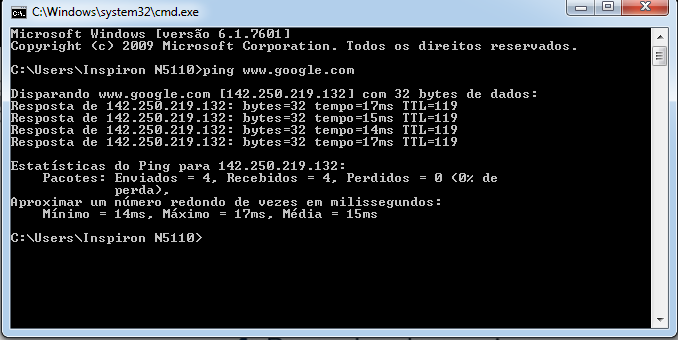 C:\Windows\system32\cmd.exe
Microsoft Windows [versão 6.1.7601]
Copyright (c) 2009 Microsoft Corporation. Todos os direitos reservados.
C:\Users\Inspiron N5110>ping www.google.com
Disparando www.google.com [142.250.219.132] com 32 bytes de dados:
Resposta de 142.250.219.132: bytes=32 tempo=17ms TTL=119
Resposta de 142.250.219.132: bytes=32 tempo=15ms TTL=119
Resposta de 142.250.219.132: bytes=32 tempo=14ms TTL=119
Resposta de 142.250.219.132: bytes=32 tempo=17ms TTL=119
Estatísticas do Ping para 142.250.219.132:
Pacotes: Enviados = 4, Recebidos = 4, Perdidos = 0 (0% de
perda),
Aproximar um número redondo de vezes em milissegundos:
Mínimo = 14ms, Máximo = 17ms, Média = 15ms
C:\Users\Inspiron N5110>